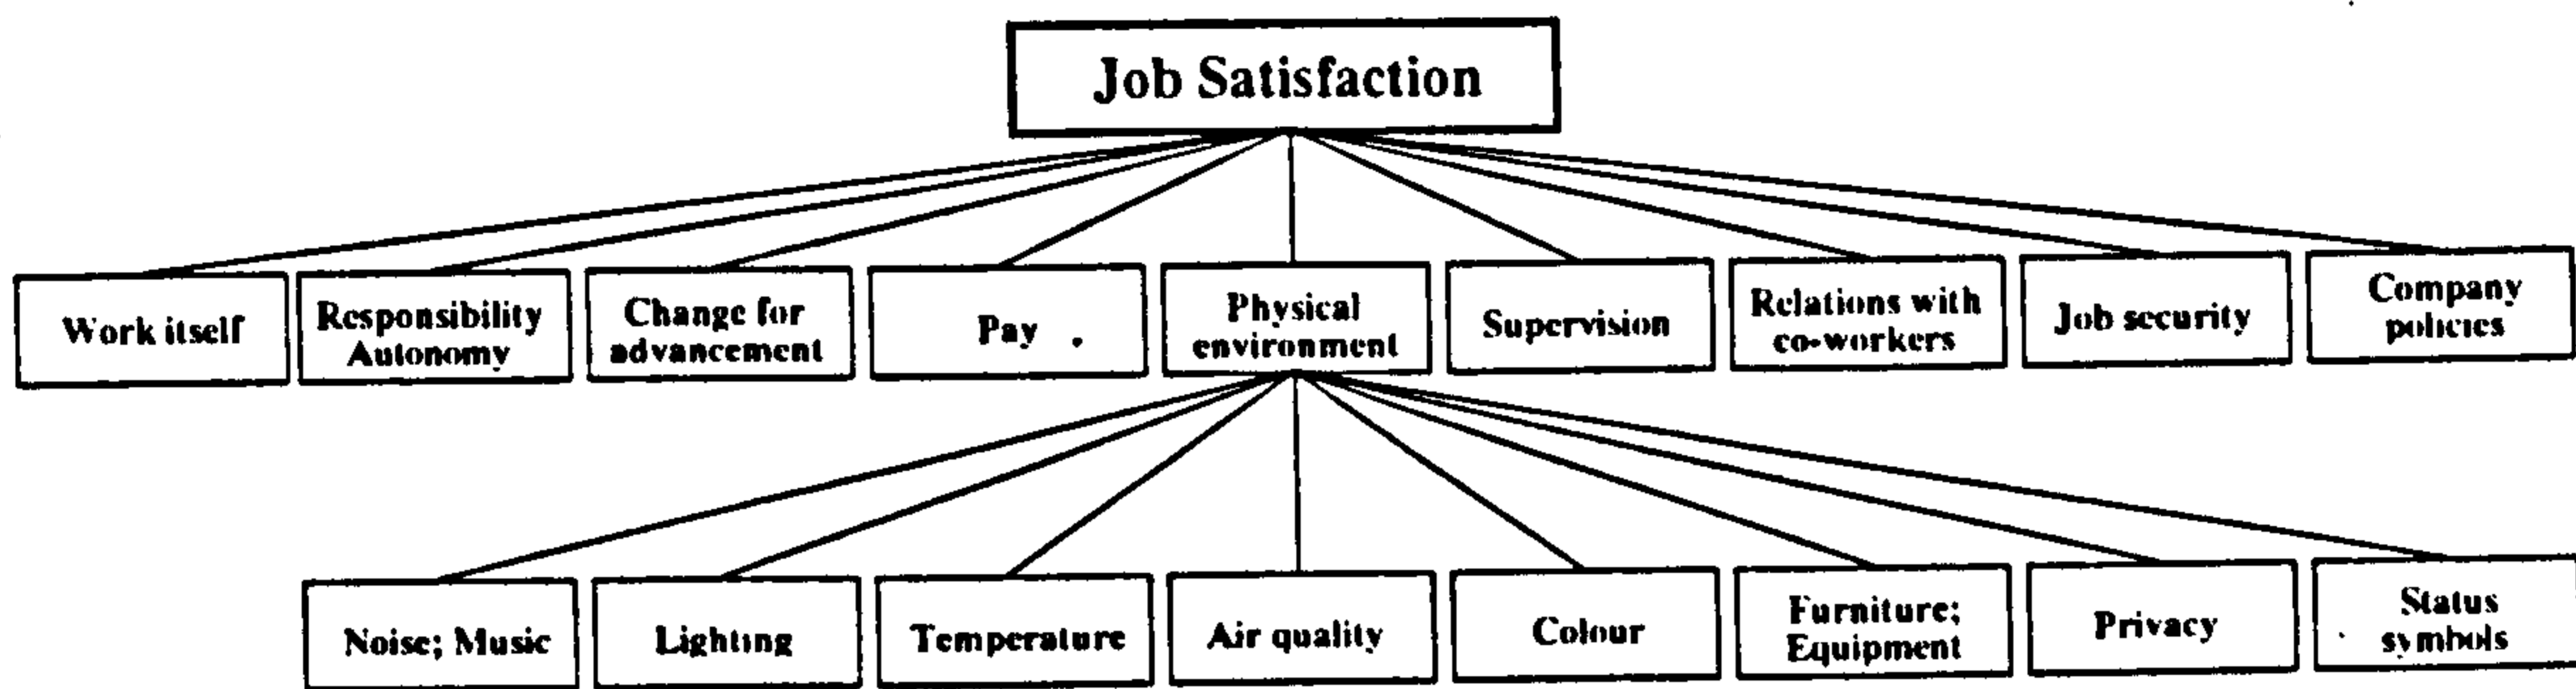 Job Satisfaction
Work itself
Responsibility
Autonomy
Change for
advancement
Pay
Physical
environment
Supervision
Relations with
co-workers
Job security
Company
policies
Noise; Music
Lighting
Temperature
Air quality
Colour
Furniture;
Equipment
Privacy
Status
symbols